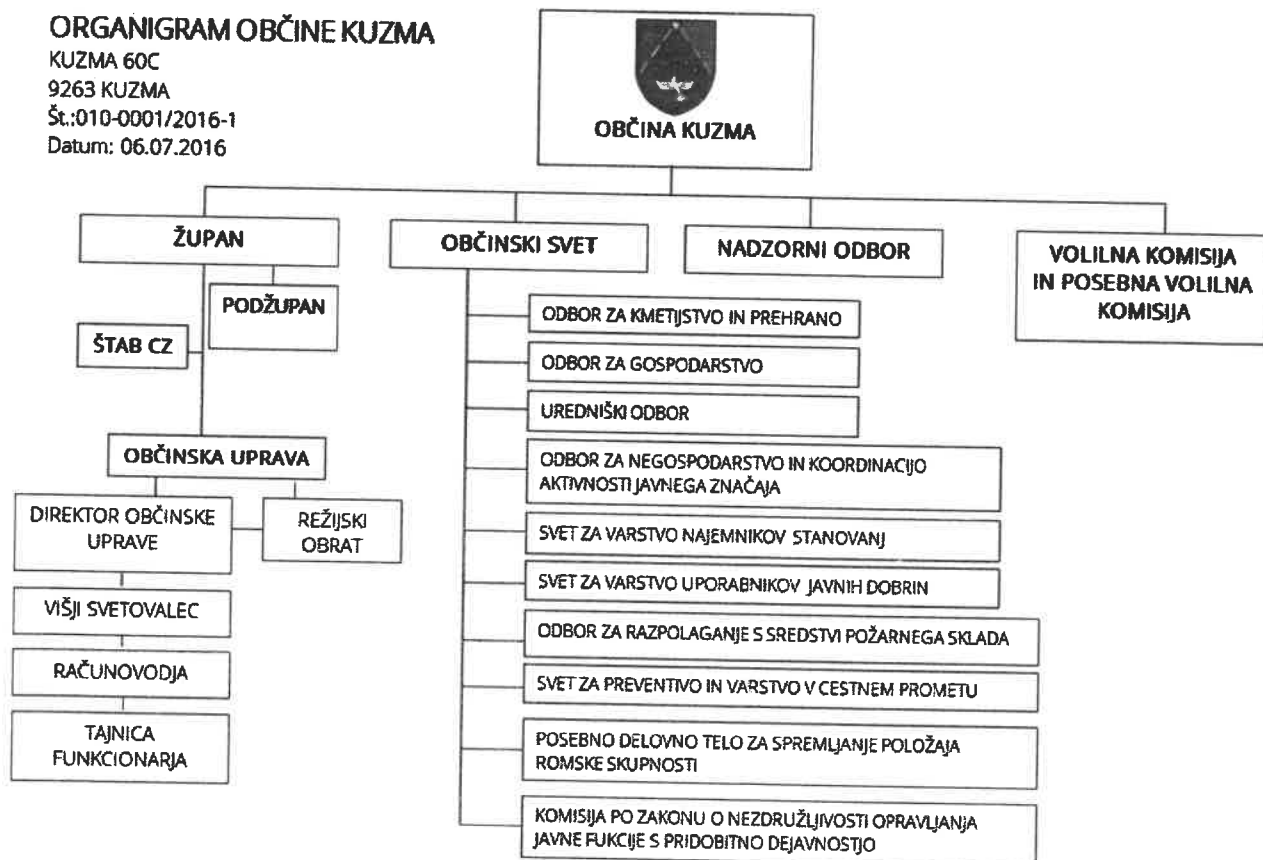 ORGANIGRAM OBČINE KUZMA
KUZMA 60C
9263 KUZMA
Št.:010-0001/2016-1
Datum: 06.07.2016
OBČINA KUZMA
ŽUPAN
PODŽUPAN
ŠTAB CZ
OBČINSKA UPRAVA
DIREKTOR OBČINSKE
UPRAVE
REŽIJSKI
OBRAT
VIŠJI SVETOVALEC
RAČUNOVODJA
TAJNICA
FUNKCIONARJA
OBČINSKI SVET
ODBOR ZA KMETIJSTVO IN PREHRANO
ODBOR ZA GOSPODARSTVO
UREDNIŠKI ODBOR
ODBOR ZA NEGOSPODARSTVO IN KOORDINACIJO
AKTIVNOSTI JAVNEGA ZNAČAJA
SVET ZA VARSTVO NAJEMNIKOV STANOVANJ
SVET ZA VARSTVO UPORABNIKOV JAVNIH DOBRIN
ODBOR ZA RAZPOLAGANJE S SREDSTVI POŽARNEGA SKLADA
SVET ZA PREVENTIVO IN VARSTVO V CESTNEM PROMETU
POSEBNO DELOVNO TELO ZA SPREMLJANJE POLOŽAJA
ROMSKE SKUPNOSTI
KOMISIJA PO ZAKONU O NEZDRUŽLJIVOSTI OPRAVLJANJA
JAVNE FUKCIJE S PRIDOBITNO DEJAVNOSTJO
NADZORNI ODBOR
VOLILNA KOMISIJA
IN POSEBNA VOLILNA
KOMISIJA